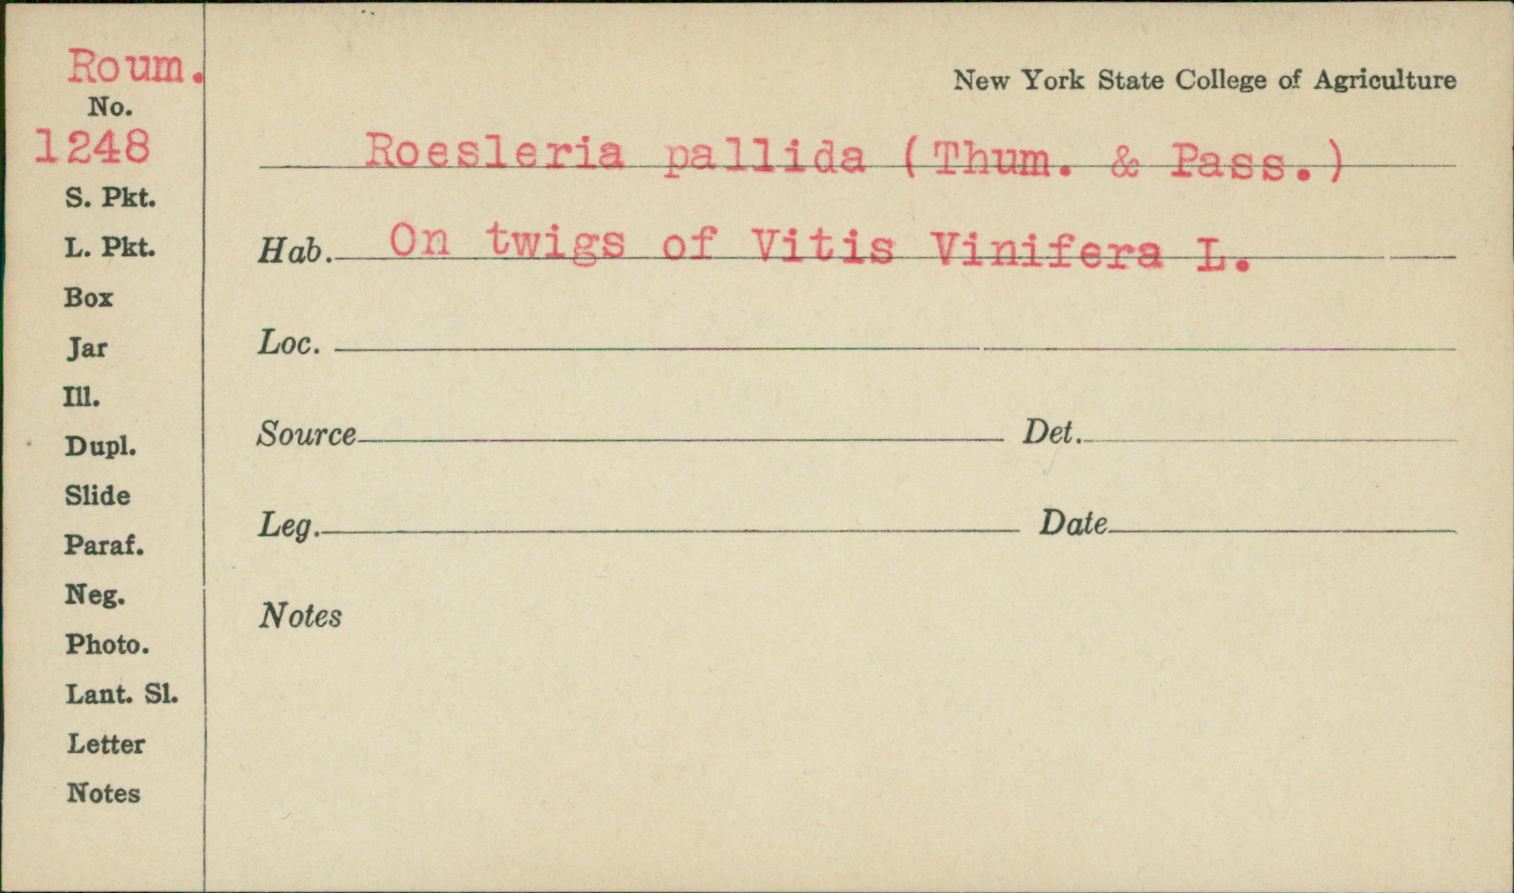 Roum.
No.
1248
S. Pkt.
L. Pkt.
Box
Jar
Ill.
Dupl.
Slide
Paraf.
Neg.
Photo.
Lant. Sl.
Letter
Notes
New York State College of Agriculture
Roesleria pallida (Thum. & Pass.)
Hab. On twigs of Vitis Vinifera L.
Loc.
Source Det.
Leg. Date
Notes